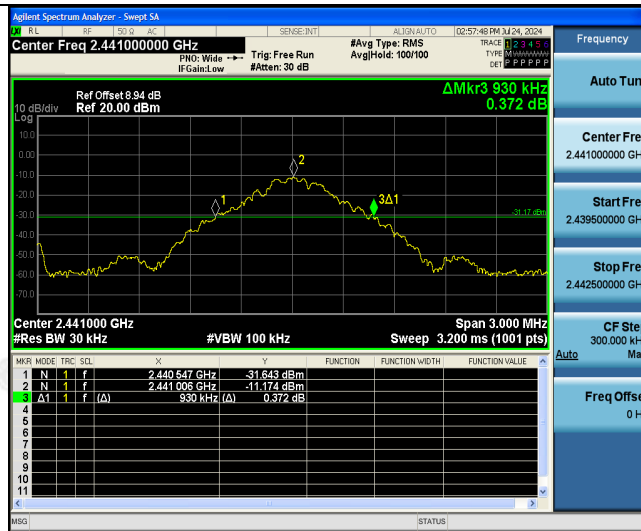 Agilent Spectrum Analyzer - Swept SA
LXI RL RF 50 Ω AC SENSE:INT ALIGNAUTO 02:57:48 PM Jul 24, 2024
Center Freq 2.441000000 GHz
PNO: Wide
IFGain:Low
Trig: Free Run
#Atten: 30 dB
#Avg Type: RMS
Avg|Hold: 100/100
TRACE 1 2 3 4 5 6
TYPE M
DET P P P P P P
Ref Offset 8.94 dB
Ref 20.00 dBm
10 dB/div
Log
ΔMkr3 930 kHz
0.372 dB
10.0
0.00
-10.0
-20.0
-30.0
-40.0
-50.0
-60.0
-70.0
1
2
3Δ1
-31.17 dBm
Center 2.441000 GHz
Span 3.000 MHz
#Res BW 30 kHz
#VBW 100 kHz
Sweep 3.200 ms (1001 pts)
MKR MODE TRC SCL X Y FUNCTION FUNCTION WIDTH FUNCTION VALUE
1 N 1 f 2.440 547 GHz -31.643 dBm
2 N 1 f 2.441 006 GHz -11.174 dBm
3 Δ1 1 f (Δ) 930 kHz (Δ) 0.372 dB
4
5
6
7
8
9
10
11
MSG
STATUS
Frequency
Auto Tun
Center Fre
2.441000000 GH
Start Fre
2.439500000 GH
Stop Fre
2.442500000 GH
CF Ste
300.000 kH
Auto Ma
Freq Offse
0 H